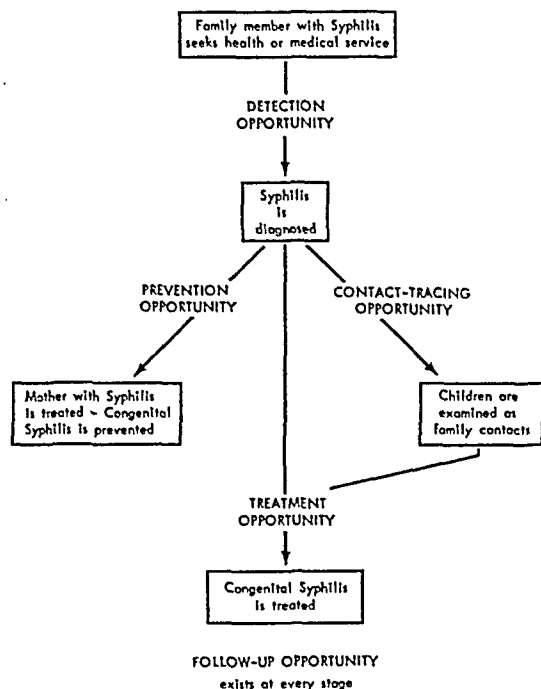 Family member with Syphilis
seeks health or medical service
DETECTION
OPPORTUNITY
Syphilis
is
diagnosed
PREVENTION
OPPORTUNITY
CONTACT-TRACING
OPPORTUNITY
Mother with Syphilis
is treated - Congenital
Syphilis is prevented
Children are
examined as
family contacts
TREATMENT
OPPORTUNITY
Congenital Syphilis
is treated
FOLLOW-UP OPPORTUNITY
exists at every stage